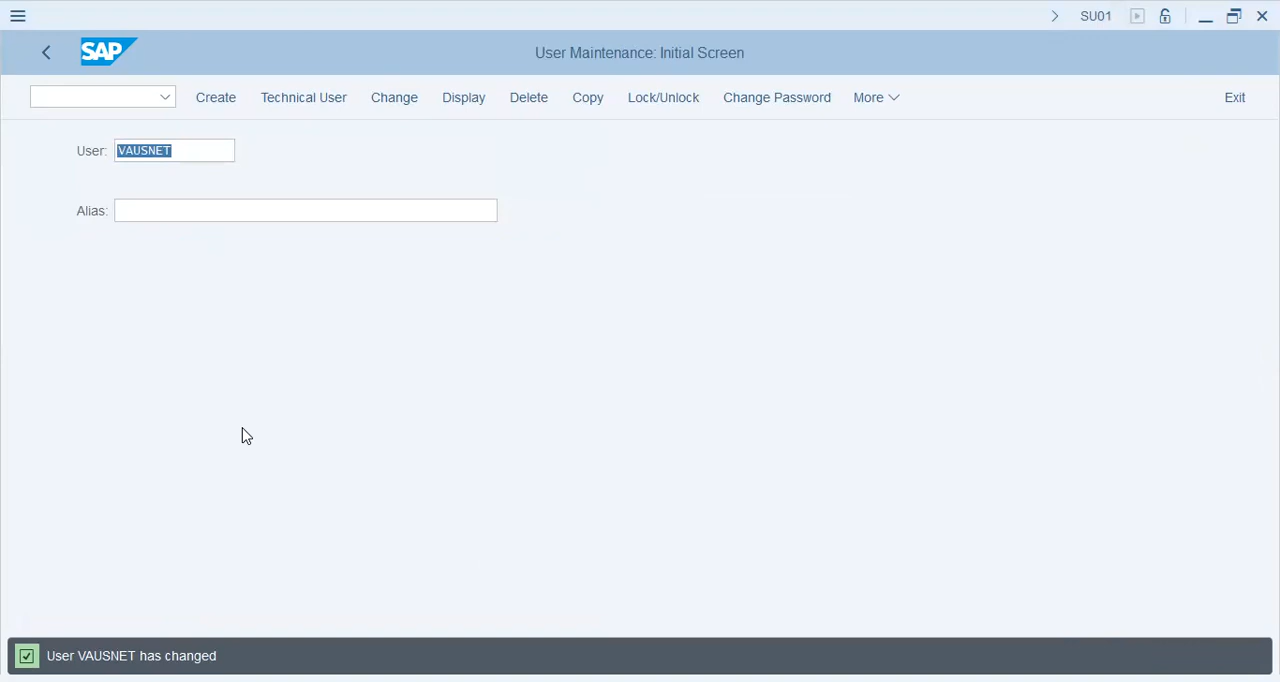 SU01
SAP User Maintenance: Initial Screen
Create Technical User Change Display Delete Copy Lock/Unlock Change Password More Exit
User: VAUSNET
Alias:
User VAUSNET has changed